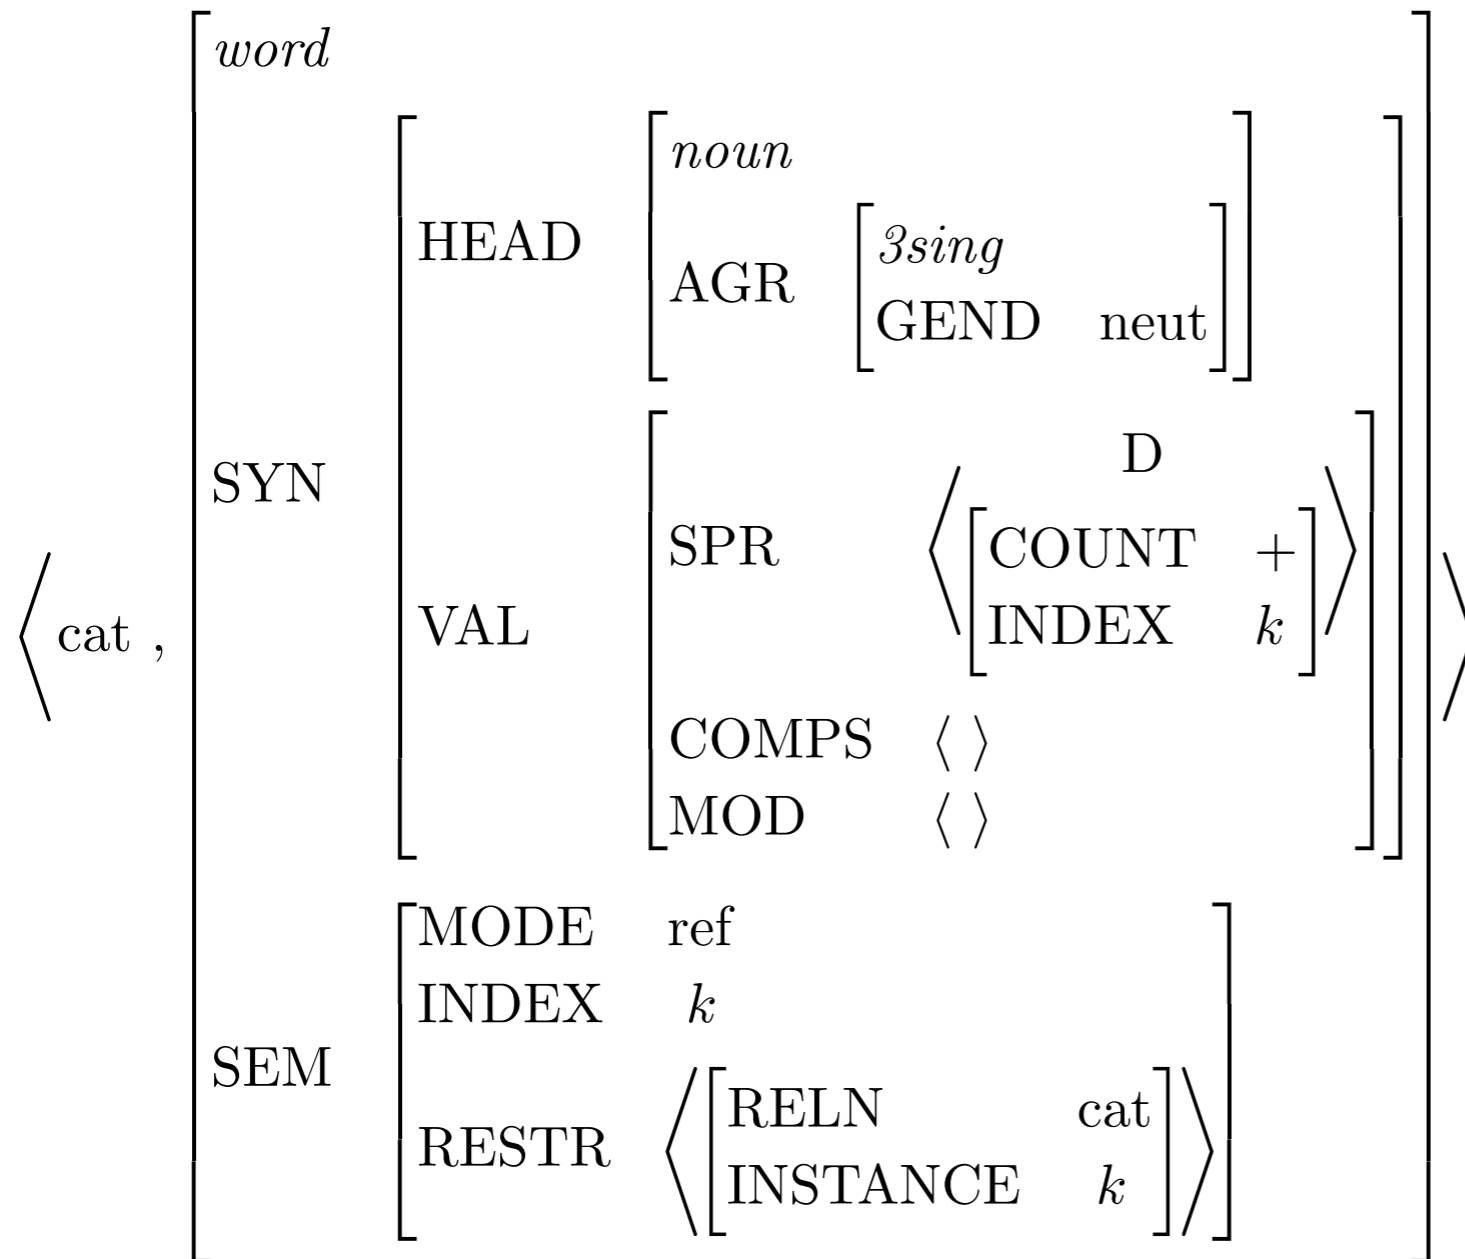 word
noun
HEAD
3sing
AGR
GEND neut
D
SYN
SPR
COUNT +
INDEX k
VAL
⟨ cat ,
⟩
COMPS ⟨ ⟩
MOD ⟨ ⟩
MODE ref
INDEX k
SEM
RELN cat
RESTR
INSTANCE k